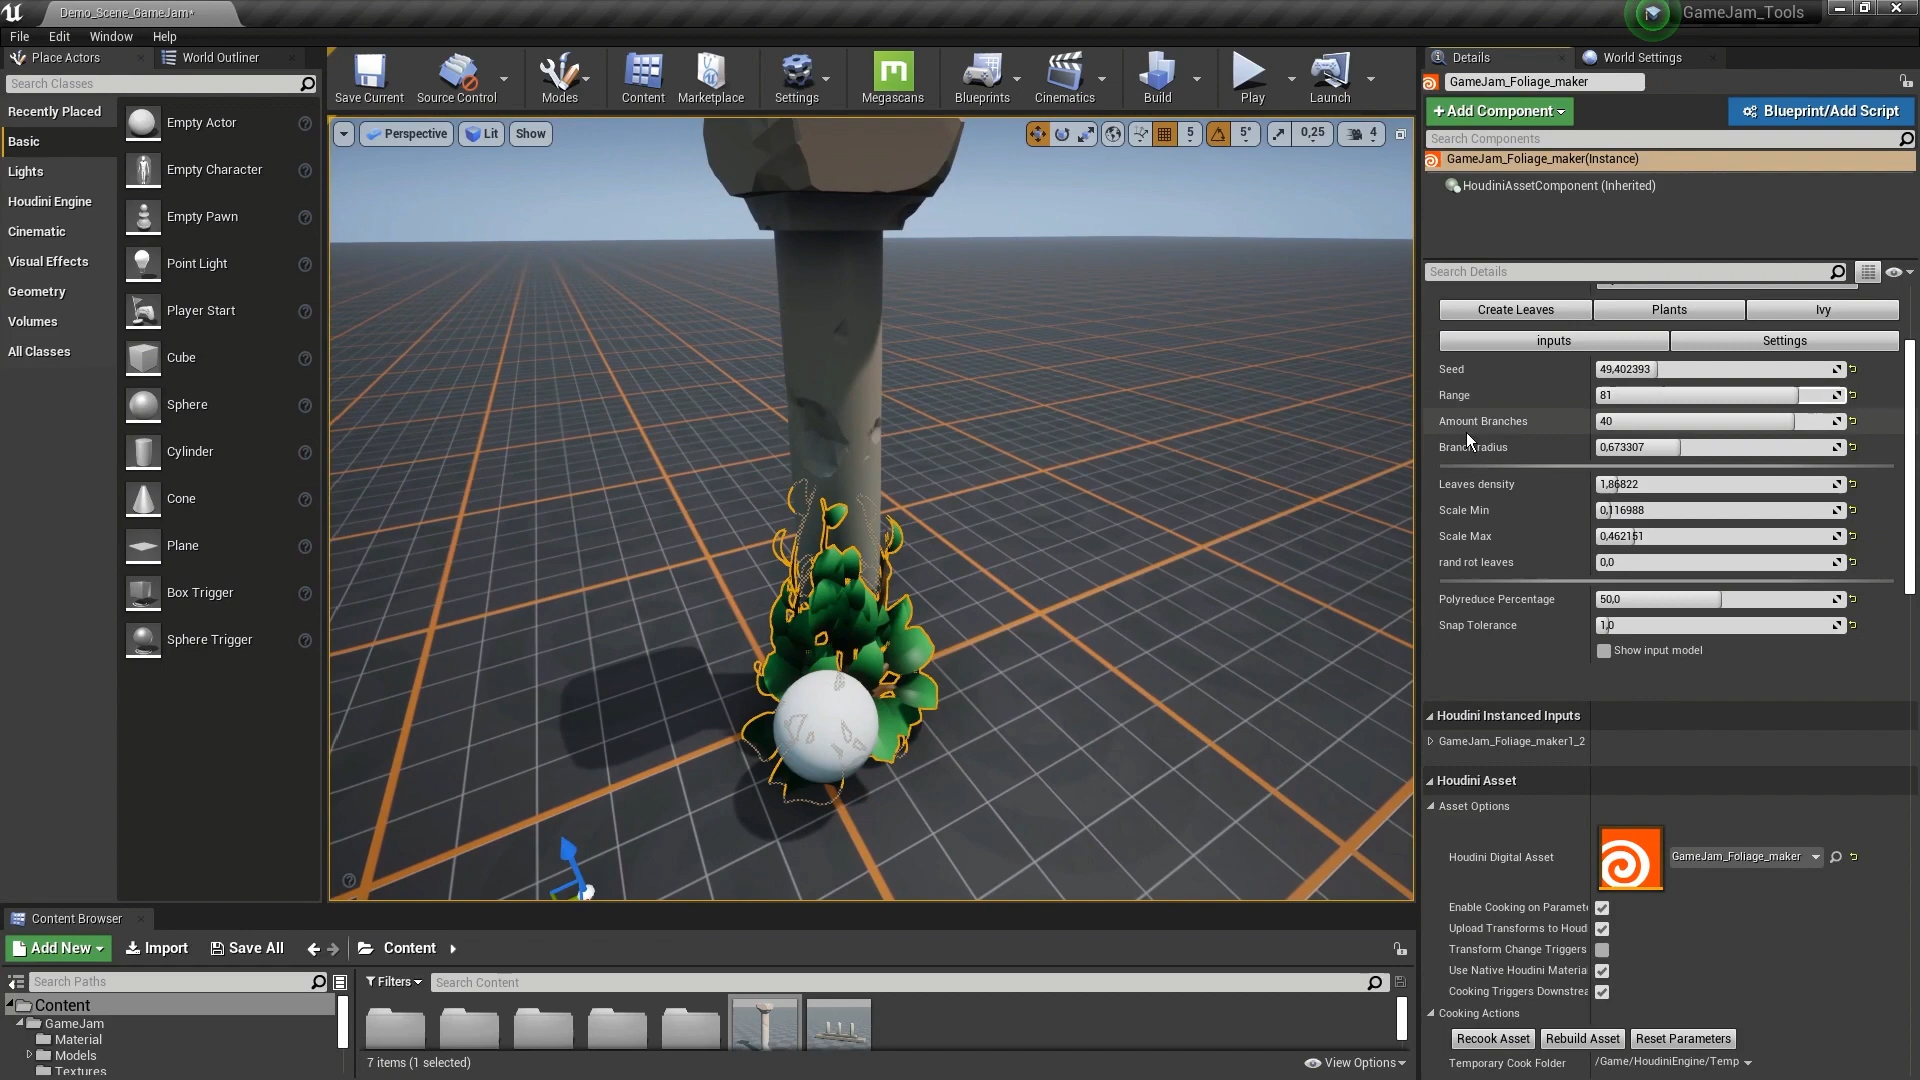 Demo_Scene_GameJam*
GameJam_Tools
File Edit Window Help
Place Actors
World Outliner
Search Classes
Recently Placed
Basic
Lights
Houdini Engine
Cinematic
Visual Effects
Geometry
Volumes
All Classes
Empty Actor
Empty Character
Empty Pawn
Point Light
Player Start
Cube
Sphere
Cylinder
Cone
Plane
Box Trigger
Sphere Trigger
Save Current
Source Control
Modes
Content
Marketplace
Settings
Megascans
Blueprints
Cinematics
Build
Play
Launch
Perspective
Lit
Show
5
5°
0,25
4
Details
World Settings
GameJam_Foliage_maker
+Add Component
Blueprint/Add Script
Search Components
GameJam_Foliage_maker(Instance)
HoudiniAssetComponent (Inherited)
Search Details
Create Leaves
Plants
Ivy
inputs
Settings
Seed 49,402393
Range 81
Amount Branches 40
Branch radius 0,673307
Leaves density 1,86822
Scale Min 0,116988
Scale Max 0,462151
rand rot leaves 0,0
Polyreduce Percentage 50,0
Snap Tolerance 1,0
Show input model
Houdini Instanced Inputs
GameJam_Foliage_maker1_2
Houdini Asset
Asset Options
Houdini Digital Asset
GameJam_Foliage_maker
Enable Cooking on Paramet
Upload Transforms to Houd
Transform Change Triggers
Use Native Houdini Materia
Cooking Triggers Downstrea
Cooking Actions
Recook Asset
Rebuild Asset
Reset Parameters
Temporary Cook Folder /Game/HoudiniEngine/Temp
Content Browser
Add New
Import
Save All
Content
Search Paths
Filters
Search Content
Content
GameJam
Material
Models
Textures
7 items (1 selected)
View Options